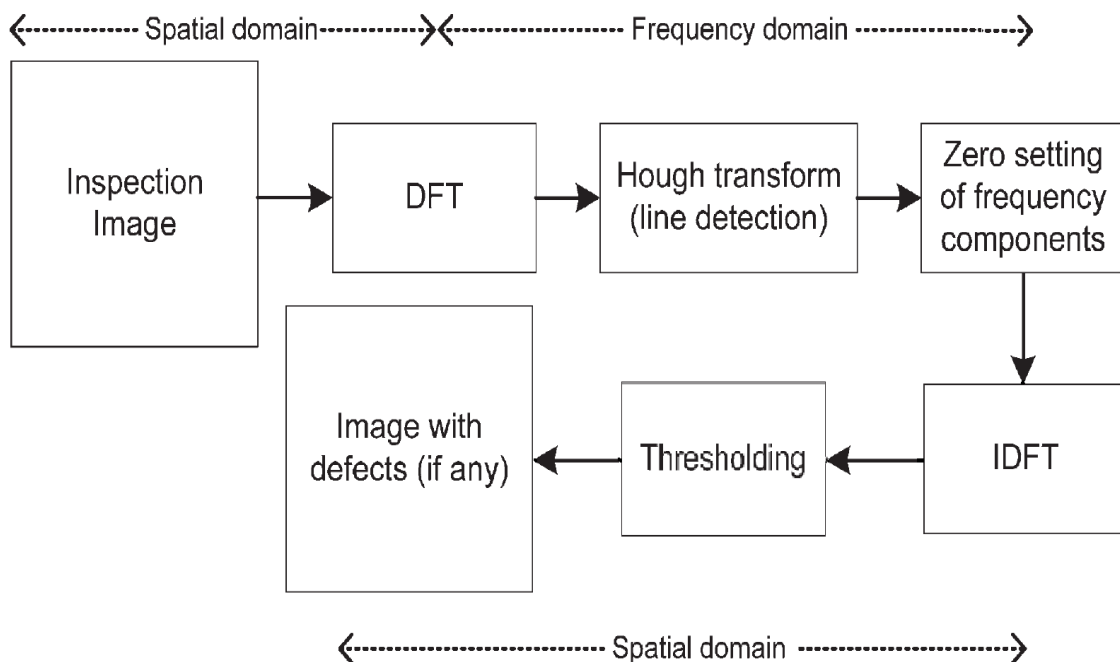 Spatial domain
Frequency domain
Inspection
Image
DFT
Hough transform
(line detection)
Zero setting
of frequency
components
Image with
defects (if any)
Thresholding
IDFT
Spatial domain